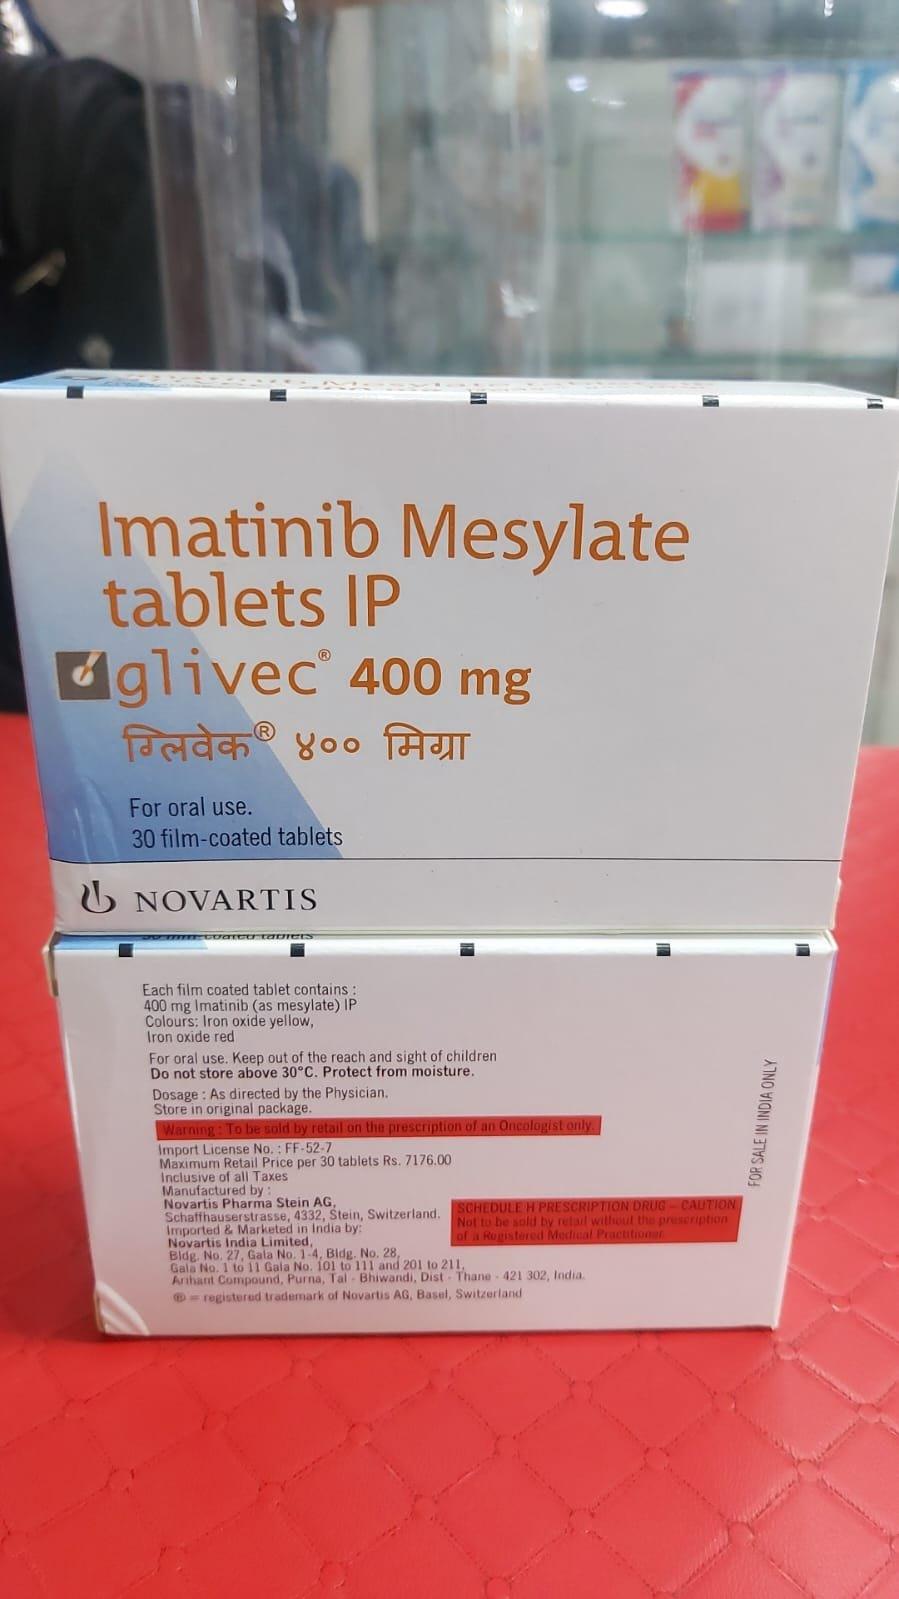 Imatinib Mesylate
tablets IP
glivec® 400 mg
ग्लिवेक® ४०० मिग्रा
For oral use.
30 film-coated tablets
NOVARTIS
30 film-coated tablets
Each film coated tablet contains :
400 mg Imatinib (as mesylate) IP
Colours: Iron oxide yellow,
Iron oxide red
For oral use. Keep out of the reach and sight of children
Do not store above 30°C. Protect from moisture.
Dosage : As directed by the Physician.
Store in original package.
Warning : To be sold by retail on the prescription of an Oncologist only.
Import License No. : FF-52-7
Maximum Retail Price per 30 tablets Rs. 7176.00
Inclusive of all Taxes
Manufactured by :
Novartis Pharma Stein AG,
Schaffhauserstrasse, 4332, Stein, Switzerland.
Imported & Marketed in India by:
Novartis India Limited,
Bldg. No. 27, Gala No. 1-4, Bldg. No. 28,
Gala No. 1 to 11 Gala No. 101 to 111 and 201 to 211,
Arihant Compound, Purna, Tal - Bhiwandi, Dist - Thane - 421 302, India.
® = registered trademark of Novartis AG, Basel, Switzerland
SCHEDULE H PRESCRIPTION DRUG – CAUTION
Not to be sold by retail without the prescription
of a Registered Medical Practitioner.
FOR SALE IN INDIA ONLY